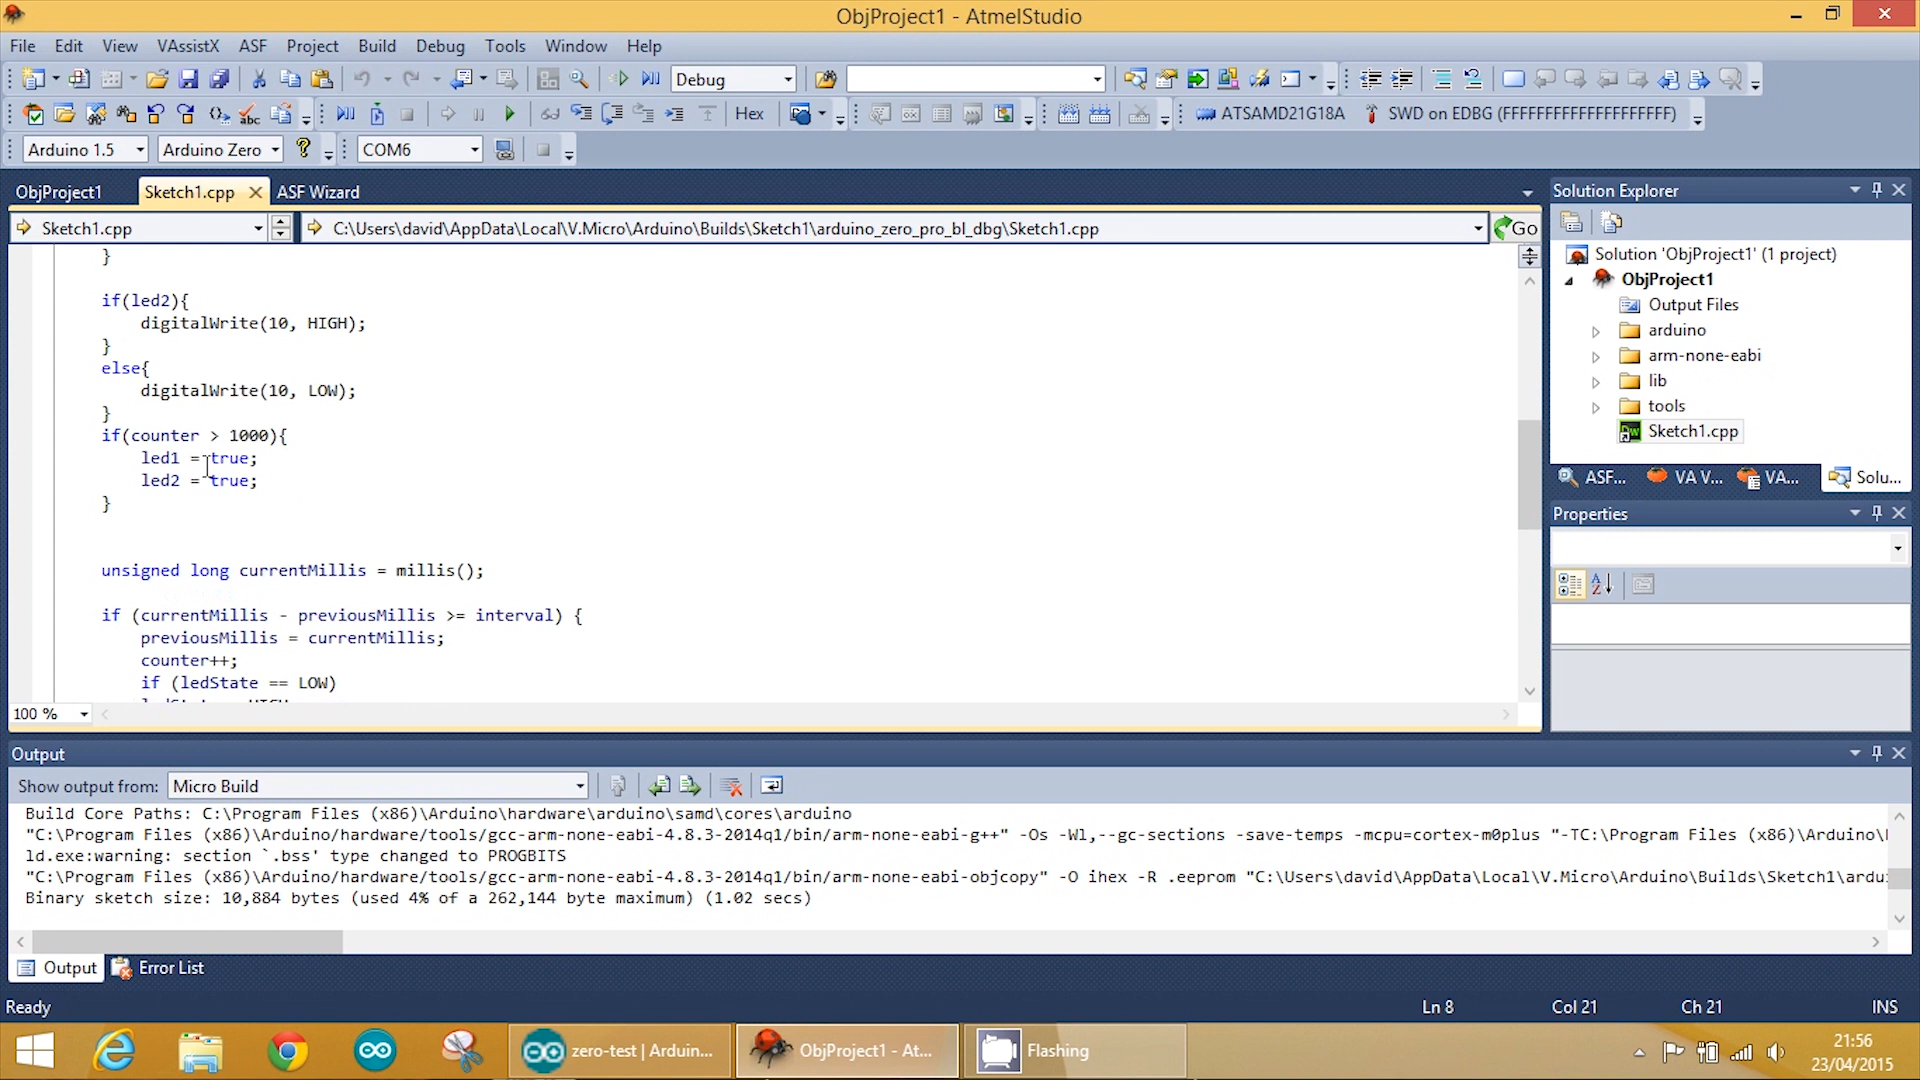 ObjProject1 - AtmelStudio
File Edit View VAssistX ASF Project Build Debug Tools Window Help
Debug
Hex ATSAMD21G18A SWD on EDBG (FFFFFFFFFFFFFFFFFFFF)
Arduino 1.5 Arduino Zero COM6
ObjProject1 Sketch1.cpp ASF Wizard
Sketch1.cpp C:\Users\david\AppData\Local\V.Micro\Arduino\Builds\Sketch1\arduino_zero_pro_bl_dbg\Sketch1.cpp Go
}
if(led2){
digitalWrite(10, HIGH);
}
else{
digitalWrite(10, LOW);
}
if(counter > 1000){
led1 = true;
led2 = true;
}
unsigned long currentMillis = millis();
if (currentMillis - previousMillis >= interval) {
previousMillis = currentMillis;
counter++;
if (ledState == LOW)
100 %
Solution Explorer
Solution 'ObjProject1' (1 project)
ObjProject1
Output Files
arduino
arm-none-eabi
lib
tools
Sketch1.cpp
ASF... VA V... VA... Solu...
Properties
Output
Show output from: Micro Build
Build Core Paths: C:\Program Files (x86)\Arduino\hardware\arduino\samd\cores\arduino
"C:\Program Files (x86)\Arduino/hardware/tools/gcc-arm-none-eabi-4.8.3-2014q1/bin/arm-none-eabi-g++" -Os -Wl,--gc-sections -save-temps -mcpu=cortex-m0plus "-TC:\Program Files (x86)\Arduino\
ld.exe:warning: section `.bss' type changed to PROGBITS
"C:\Program Files (x86)\Arduino/hardware/tools/gcc-arm-none-eabi-4.8.3-2014q1/bin/arm-none-eabi-objcopy" -O ihex -R .eeprom "C:\Users\david\AppData\Local\V.Micro\Arduino\Builds\Sketch1\ardu
Binary sketch size: 10,884 bytes (used 4% of a 262,144 byte maximum) (1.02 secs)
Output Error List
Ready Ln 8 Col 21 Ch 21 INS
zero-test | Arduin... ObjProject1 - At... Flashing
21:56
23/04/2015